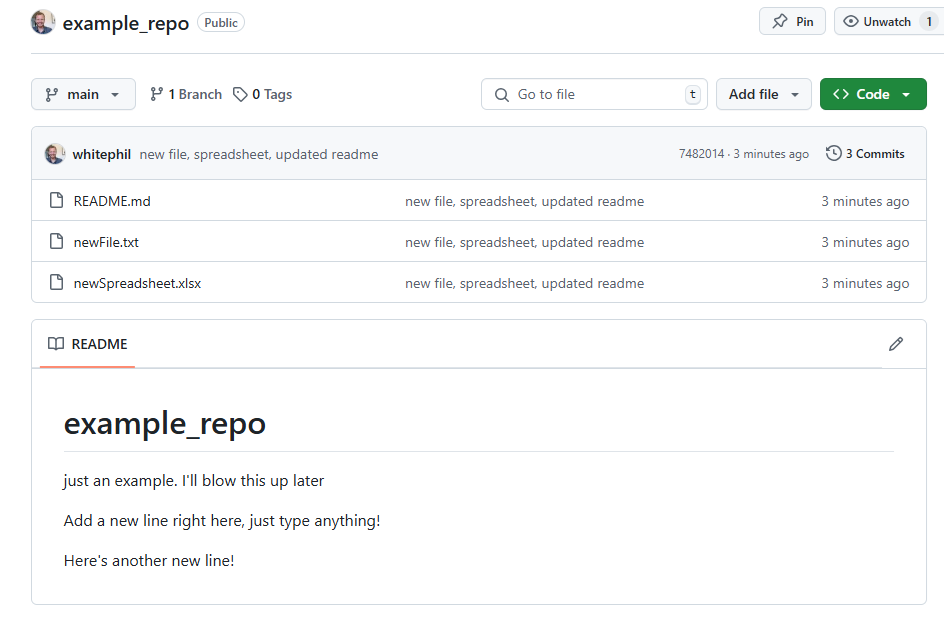 example_repo Public Pin Unwatch 1
main 1 Branch 0 Tags Go to file t Add file Code
whitephil new file, spreadsheet, updated readme 7482014 · 3 minutes ago 3 Commits
README.md new file, spreadsheet, updated readme 3 minutes ago
newFile.txt new file, spreadsheet, updated readme 3 minutes ago
newSpreadsheet.xlsx new file, spreadsheet, updated readme 3 minutes ago
README
example_repo
just an example. I'll blow this up later
Add a new line right here, just type anything!
Here's another new line!